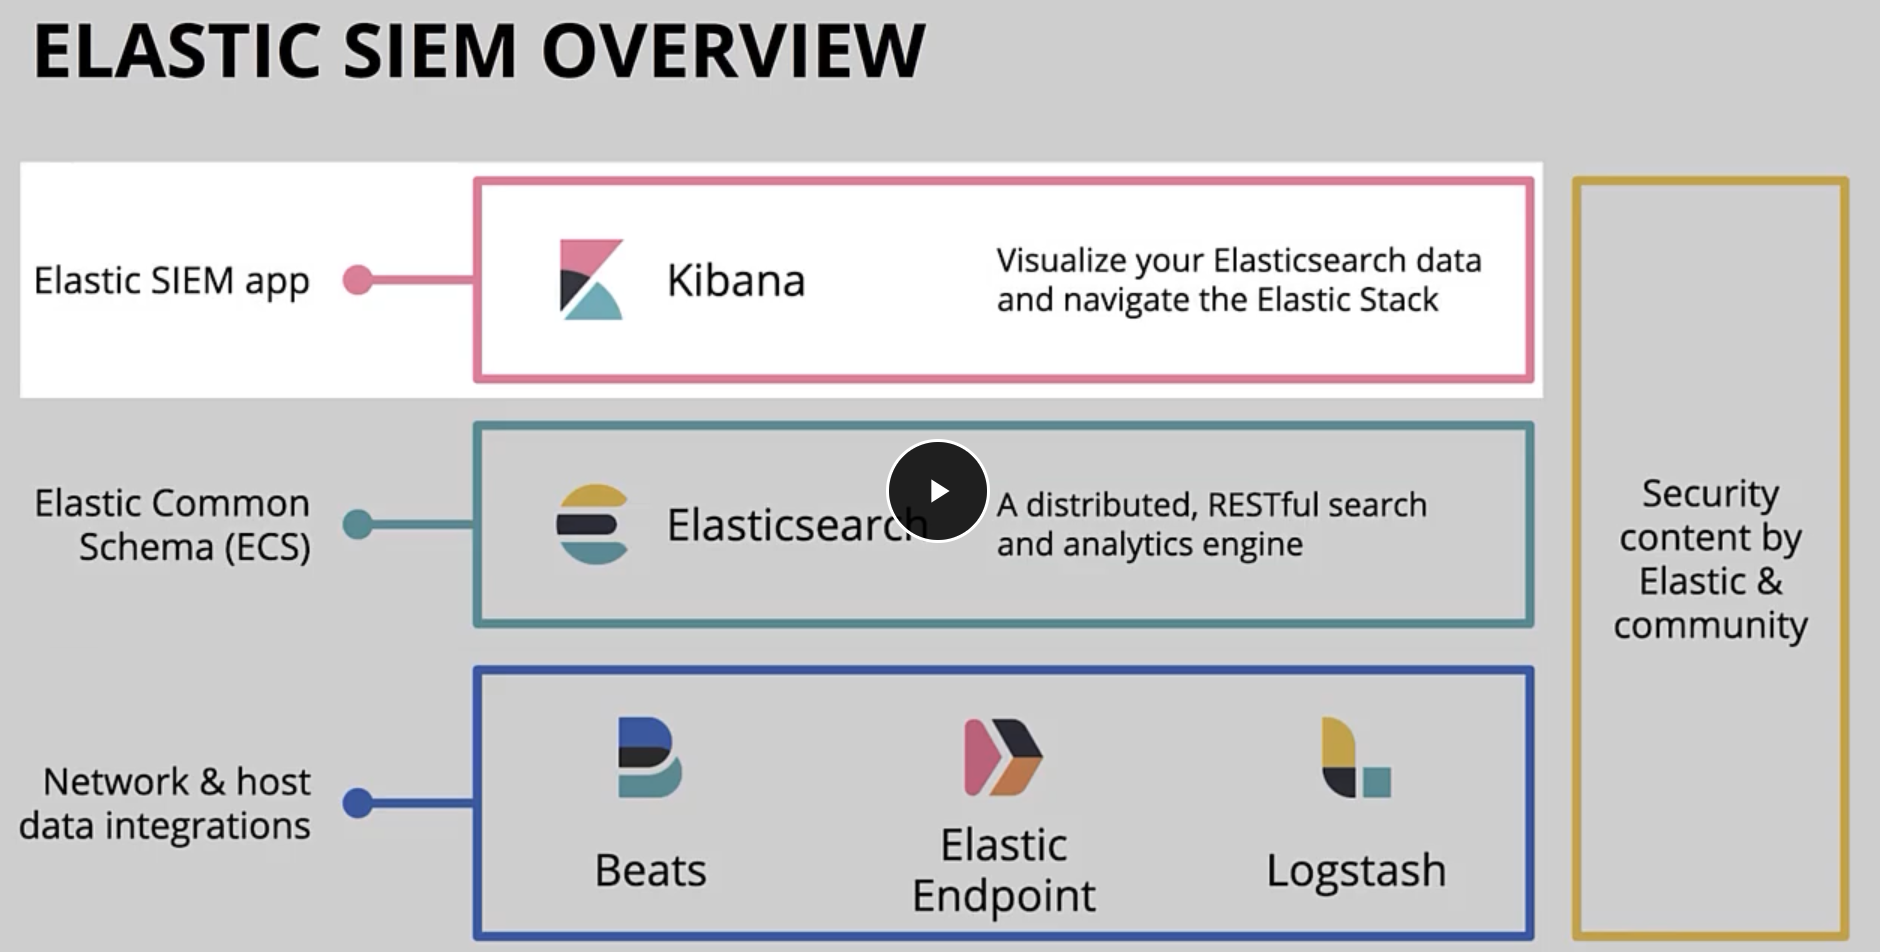 ELASTIC SIEM OVERVIEW
Elastic SIEM app
Kibana
Visualize your Elasticsearch data
and navigate the Elastic Stack
Elastic Common
Schema (ECS)
Elasticsearch
A distributed, RESTful search
and analytics engine
Network & host
data integrations
Beats
Elastic
Endpoint
Logstash
Security
content by
Elastic &
community